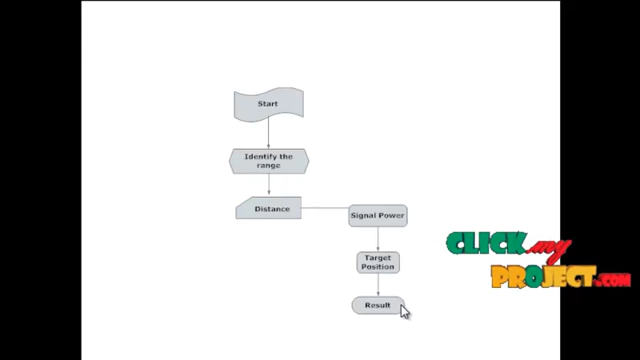 Start
Identify the
range
Distance
Signal Power
Target
Position
Result
CLICK my
PROJECT.COM